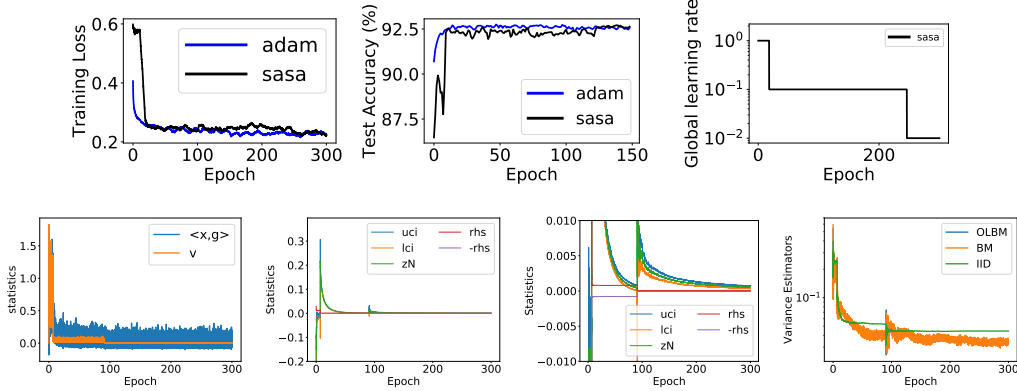 0.6
0.4
0.2
Training Loss
adam
sasa
0 100 200 300
Epoch
92.5
90.0
87.5
Test Accuracy (%)
adam
sasa
0 50 100 150
Epoch
10⁰
10⁻¹
10⁻²
Global learning rate
sasa
0 200
Epoch
1.5
1.0
0.5
0.0
statistics
<x,g>
v
0 100 200 300
Epoch
0.3
0.2
0.1
0.0
−0.1
−0.2
Statistics
uci rhs
lci -rhs
zN
0 100 200 300
Epoch
0.010
0.005
0.000
−0.005
−0.010
Statistics
uci rhs
lci -rhs
zN
0 100 200 300
Epoch
10⁻¹
Variance Estimators
OLBM
BM
IID
0 100 200 300
Epoch